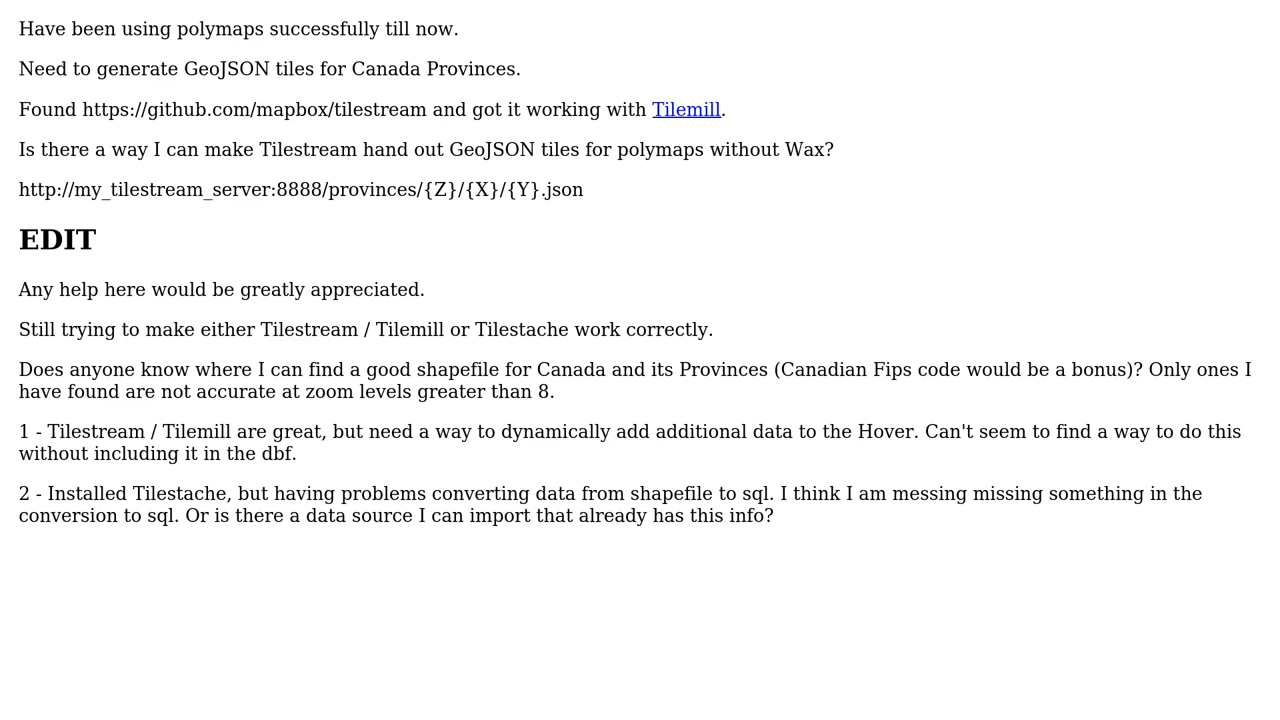 Have been using polymaps successfully till now.
Need to generate GeoJSON tiles for Canada Provinces.
Found https://github.com/mapbox/tilestream and got it working with Tilemill.
Is there a way I can make Tilestream hand out GeoJSON tiles for polymaps without Wax?
http://my_tilestream_server:8888/provinces/{Z}/{X}/{Y}.json
EDIT
Any help here would be greatly appreciated.
Still trying to make either Tilestream / Tilemill or Tilestache work correctly.
Does anyone know where I can find a good shapefile for Canada and its Provinces (Canadian Fips code would be a bonus)? Only ones I
have found are not accurate at zoom levels greater than 8.
1 - Tilestream / Tilemill are great, but need a way to dynamically add additional data to the Hover. Can't seem to find a way to do this
without including it in the dbf.
2 - Installed Tilestache, but having problems converting data from shapefile to sql. I think I am messing missing something in the
conversion to sql. Or is there a data source I can import that already has this info?